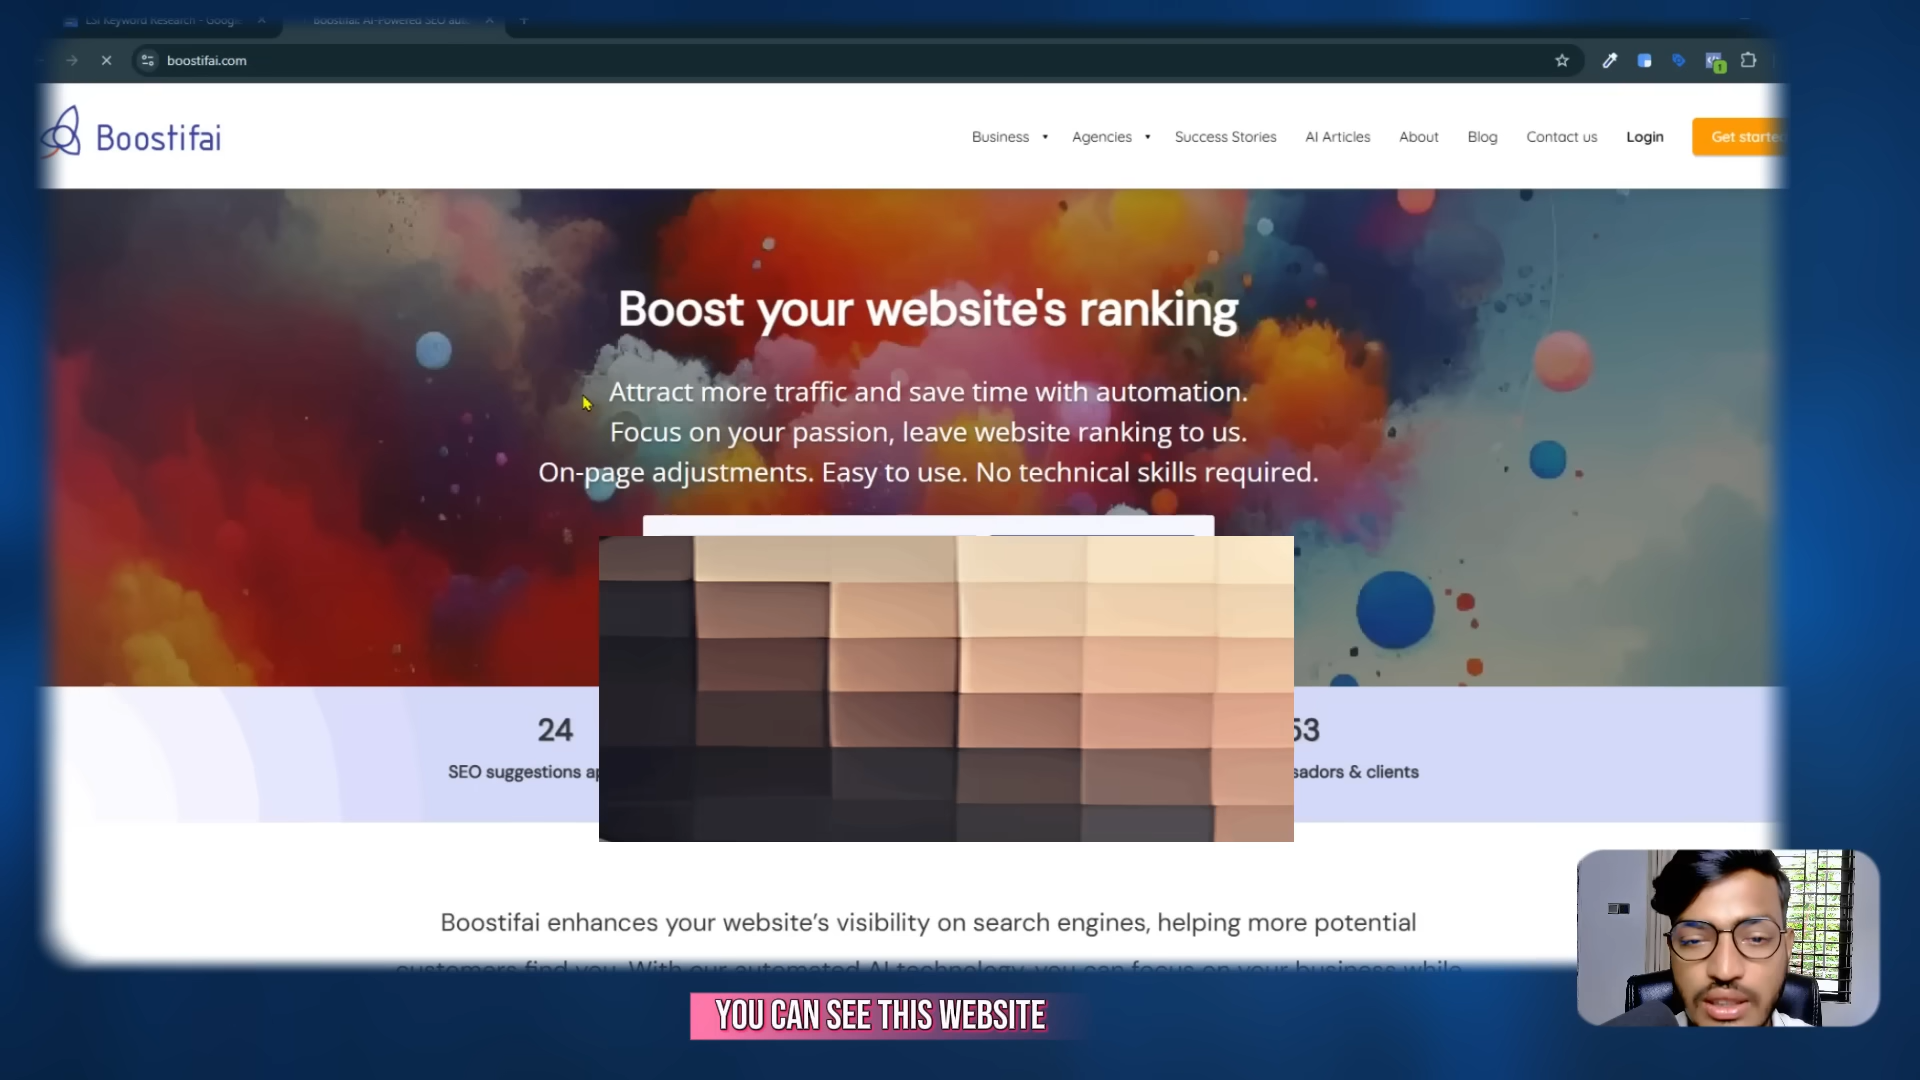 LSI Keyword Research - Googl
Boostifai: AI-Powered SEO au
boostifai.com
1
Boostifai
Business
Agencies
Success Stories
AI Articles
About
Blog
Contact us
Login
Get starte
Boost your website's ranking
Attract more traffic and save time with automation.
Focus on your passion, leave website ranking to us.
On-page adjustments. Easy to use. No technical skills required.
24
53
SEO suggestions ap
sadors & clients
Boostifai enhances your website’s visibility on search engines, helping more potential
customers find you. With our automated AI technology, you can focus on your business while
YOU CAN SEE THIS WEBSITE